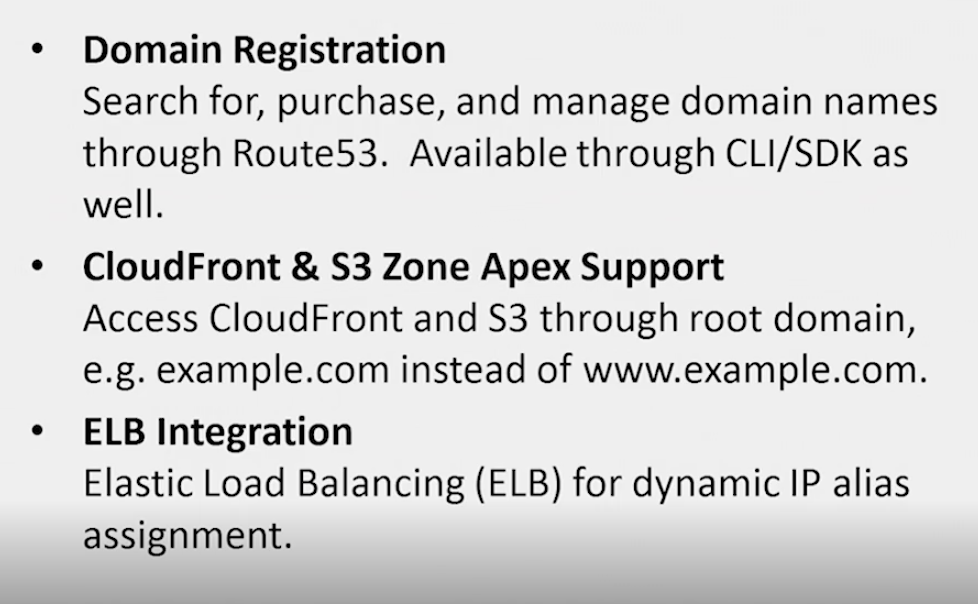 • Domain Registration
Search for, purchase, and manage domain names
through Route53.  Available through CLI/SDK as
well.
• CloudFront & S3 Zone Apex Support
Access CloudFront and S3 through root domain,
e.g. example.com instead of www.example.com.
• ELB Integration
Elastic Load Balancing (ELB) for dynamic IP alias
assignment.